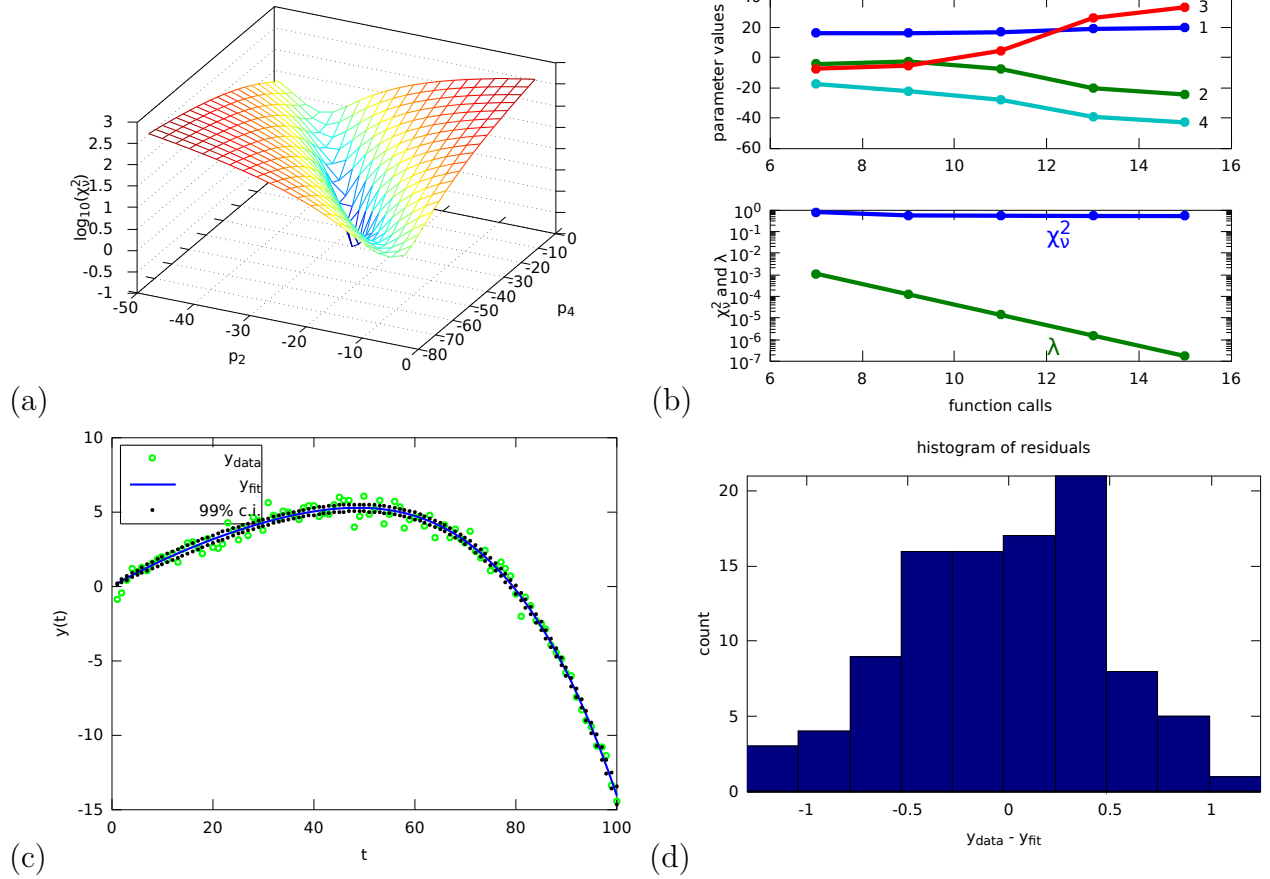 3
2.5
2
1.5
1
0.5
0
-0.5
-1
log10(χ²ν)
-50
-40
-30
-20
-10
0
p2
0
-10
-20
-30
-40
-50
-60
-70
-80
p4
(a)
40
20
0
-20
-40
-60
parameter values
3
1
2
4
6 8 10 12 14 16
10^0
10^-1
10^-2
10^-3
10^-4
10^-5
10^-6
10^-7
χ²ν and λ
χ²ν
λ
6 8 10 12 14 16
function calls
(b)
10
5
0
-5
-10
-15
y(t)
ydata
yfit
99% c.i.
0 20 40 60 80 100
t
(c)
histogram of residuals
20
15
10
5
0
count
-1 -0.5 0 0.5 1
ydata - yfit
(d)